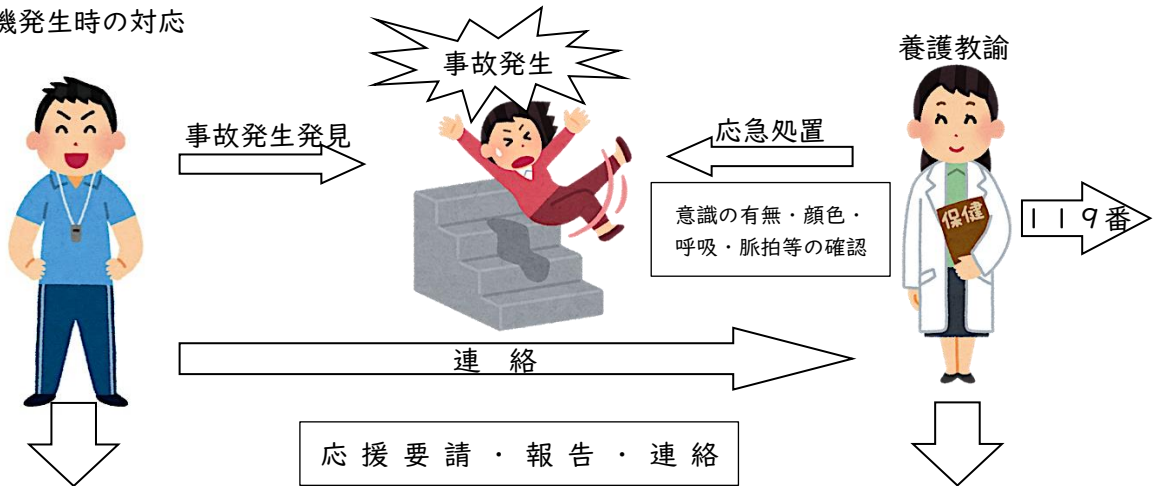 機発生時の対応
事故発生
養護教諭
事故発生発見
応急処置
意識の有無・顔色・
呼吸・脈拍等の確認
保健
119番
連 絡
応 援 要 請 ・ 報 告 ・ 連 絡